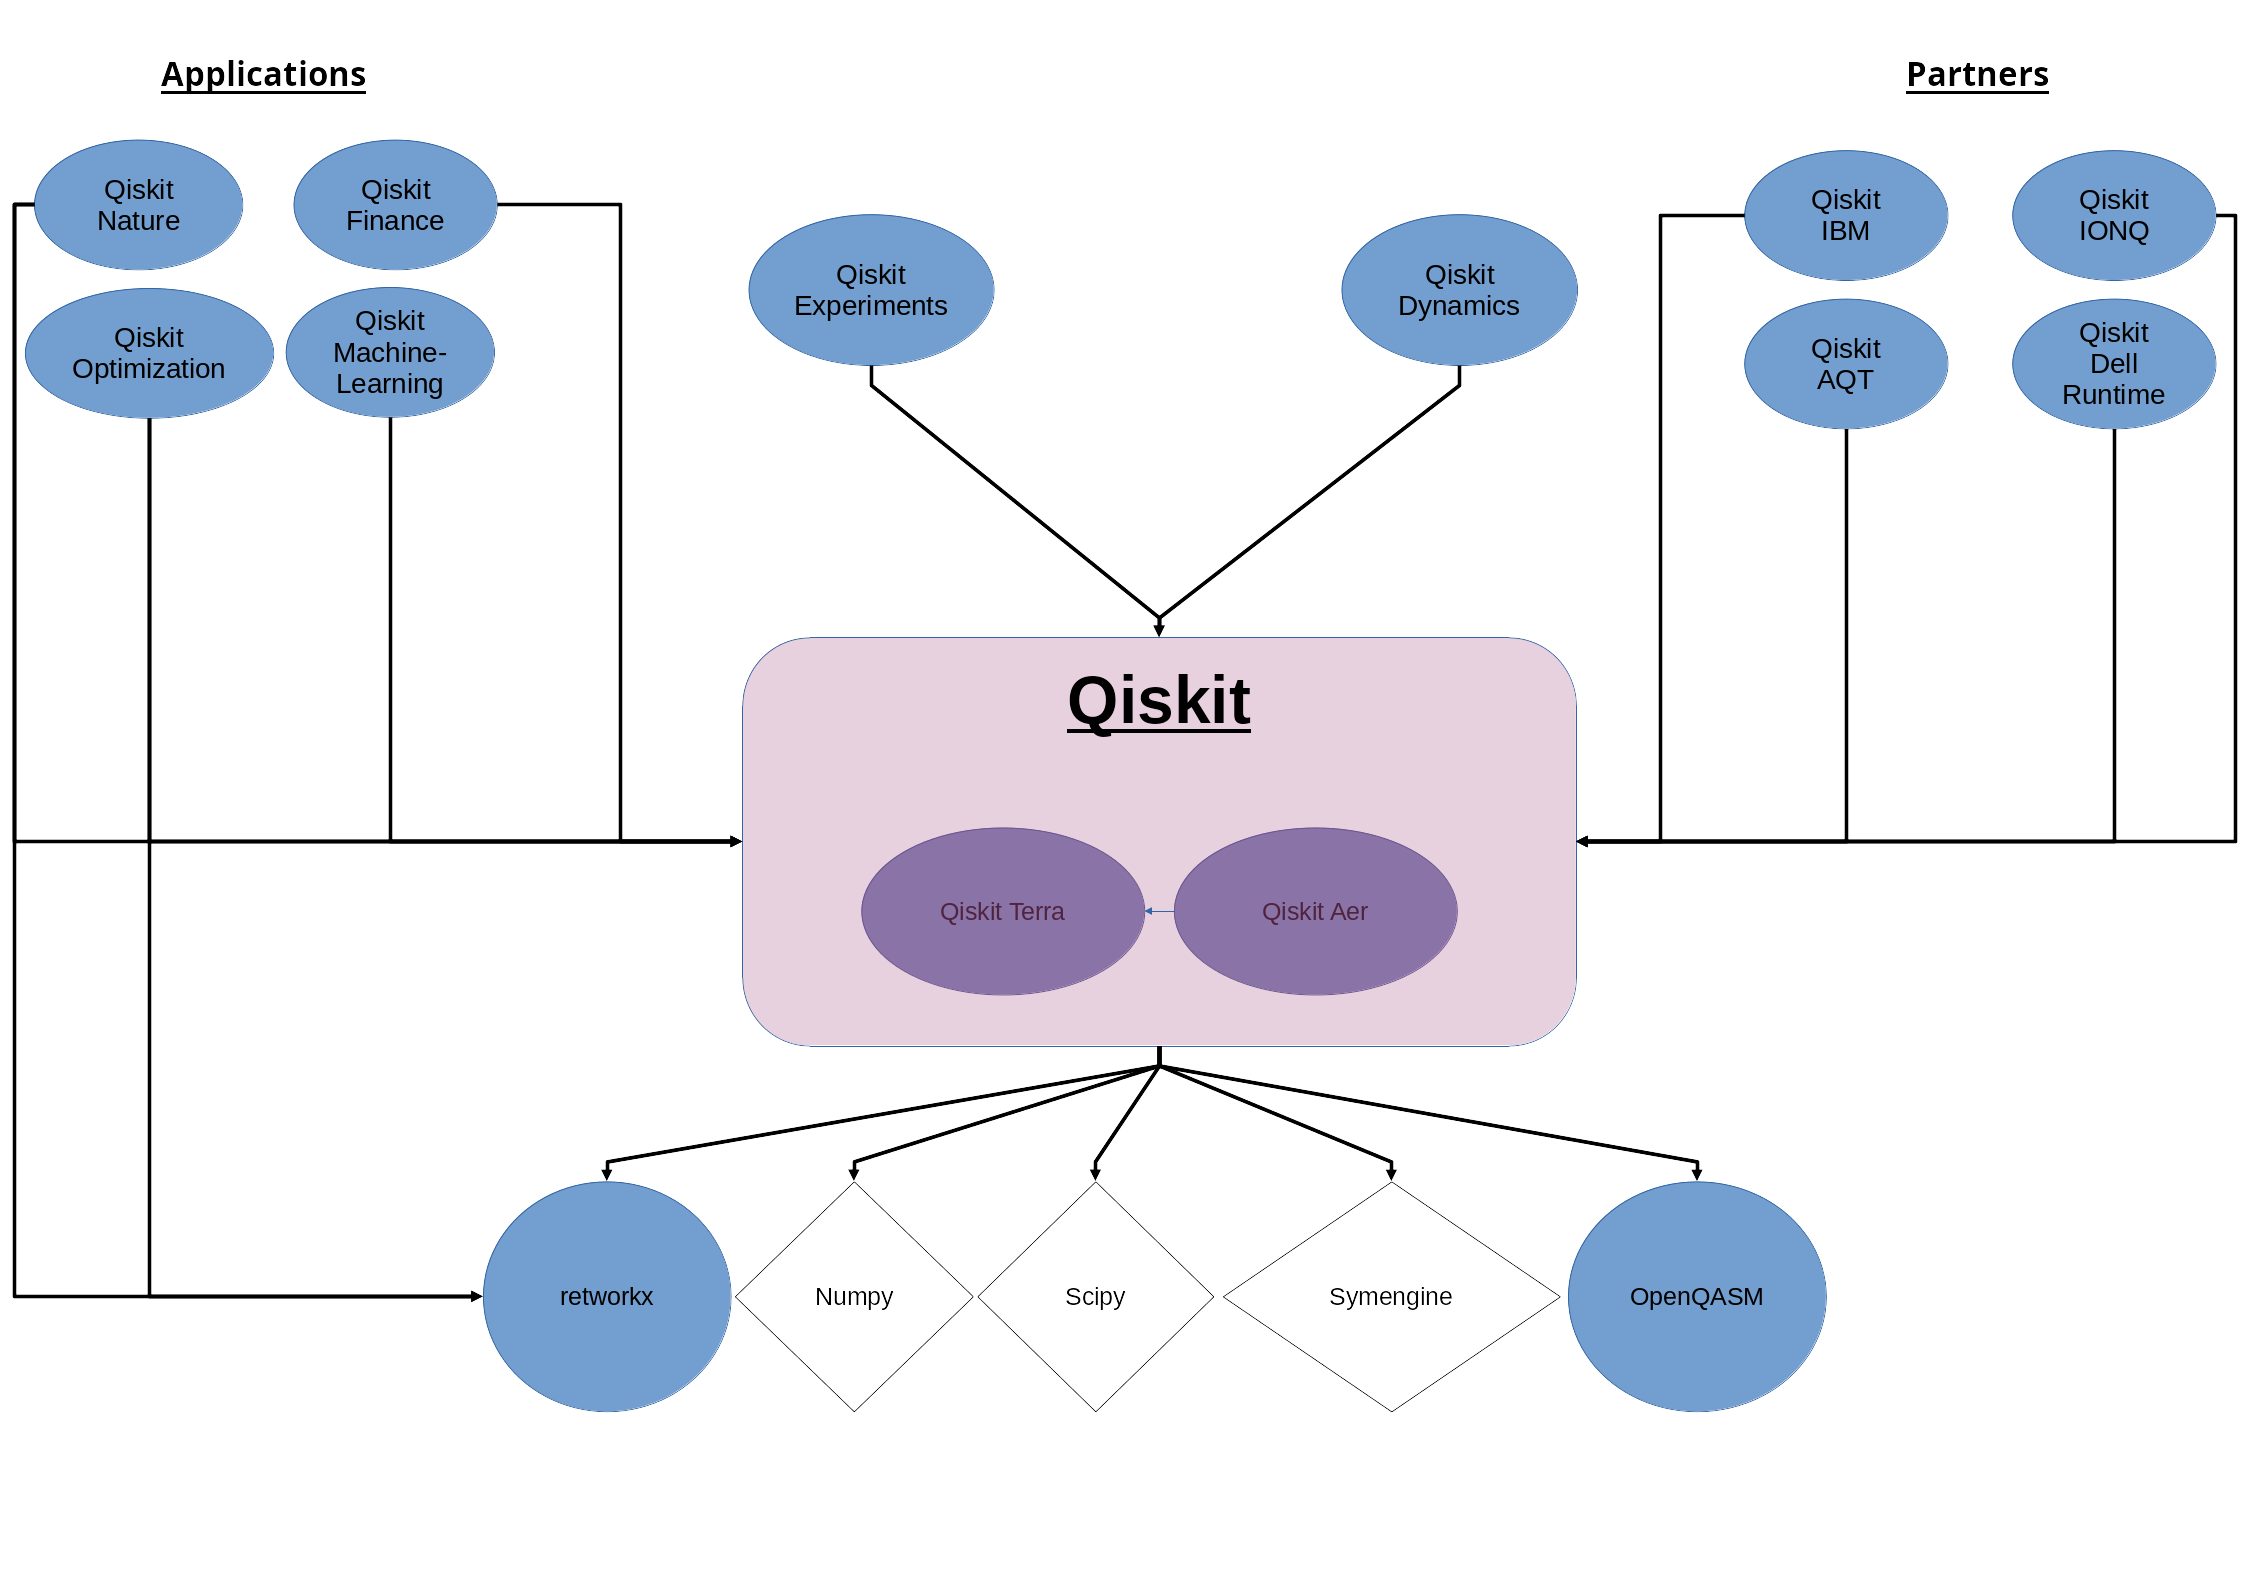 Applications
Partners
Qiskit
Nature
Qiskit
Finance
Qiskit
Optimization
Qiskit
Machine-
Learning
Qiskit
Experiments
Qiskit
Dynamics
Qiskit
IBM
Qiskit
IONQ
Qiskit
AQT
Qiskit
Dell
Runtime
Qiskit
Qiskit Terra
Qiskit Aer
retworkx
Numpy
Scipy
Symengine
OpenQASM